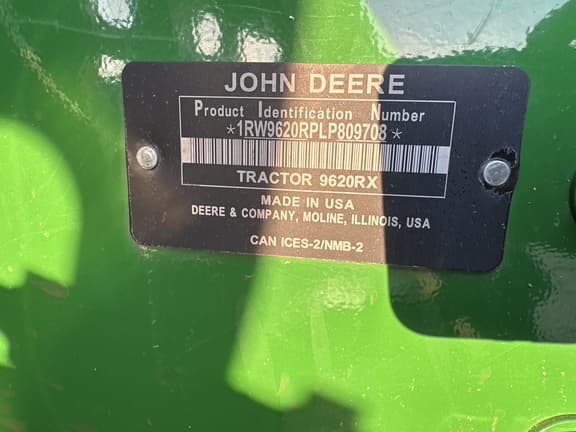 JOHN DEERE
Product Identification Number
*1RW9620RPLP809708*
TRACTOR 9620RX
MADE IN USA
DEERE & COMPANY, MOLINE, ILLINOIS, USA
CAN ICES-2/NMB-2